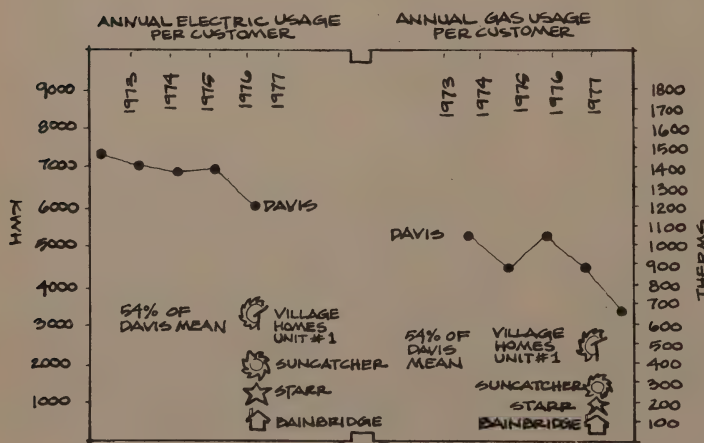 ANNUAL ELECTRIC USAGE
PER CUSTOMER
1973
1974
1975
1976
1977
9000
8000
7000
6000
5000
4000
3000
2000
1000
KWH
DAVIS
54% OF
DAVIS MEAN
VILLAGE
HOMES
UNIT #1
SUNCATCHER
STARR
BAINBRIDGE
ANNUAL GAS USAGE
PER CUSTOMER
1973
1974
1975
1976
1977
1800
1700
1600
1500
1400
1300
1200
1100
1000
900
800
700
600
500
400
300
200
100
THERMS
DAVIS
54% OF
DAVIS
MEAN
VILLAGE
HOMES
UNIT #1
SUNCATCHER
STARR
BAINBRIDGE